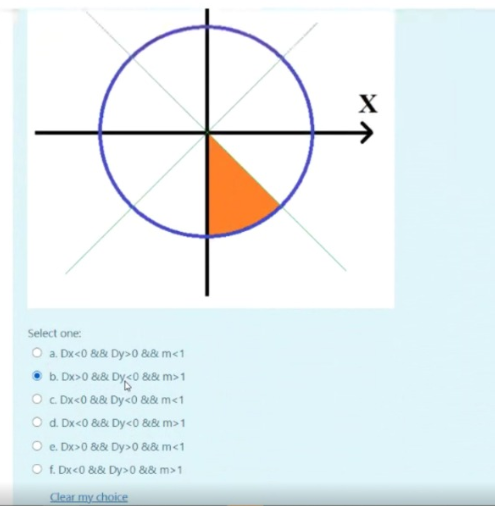 X
Select one:
a. Dx<0 && Dy>0 && m<1
b. Dx>0 && Dy<0 && m>1
c. Dx<0 && Dy<0 && m<1
d. Dx<0 && Dy<0 && m>1
e. Dx>0 && Dy>0 && m<1
f. Dx<0 && Dy>0 && m>1
Clear my choice